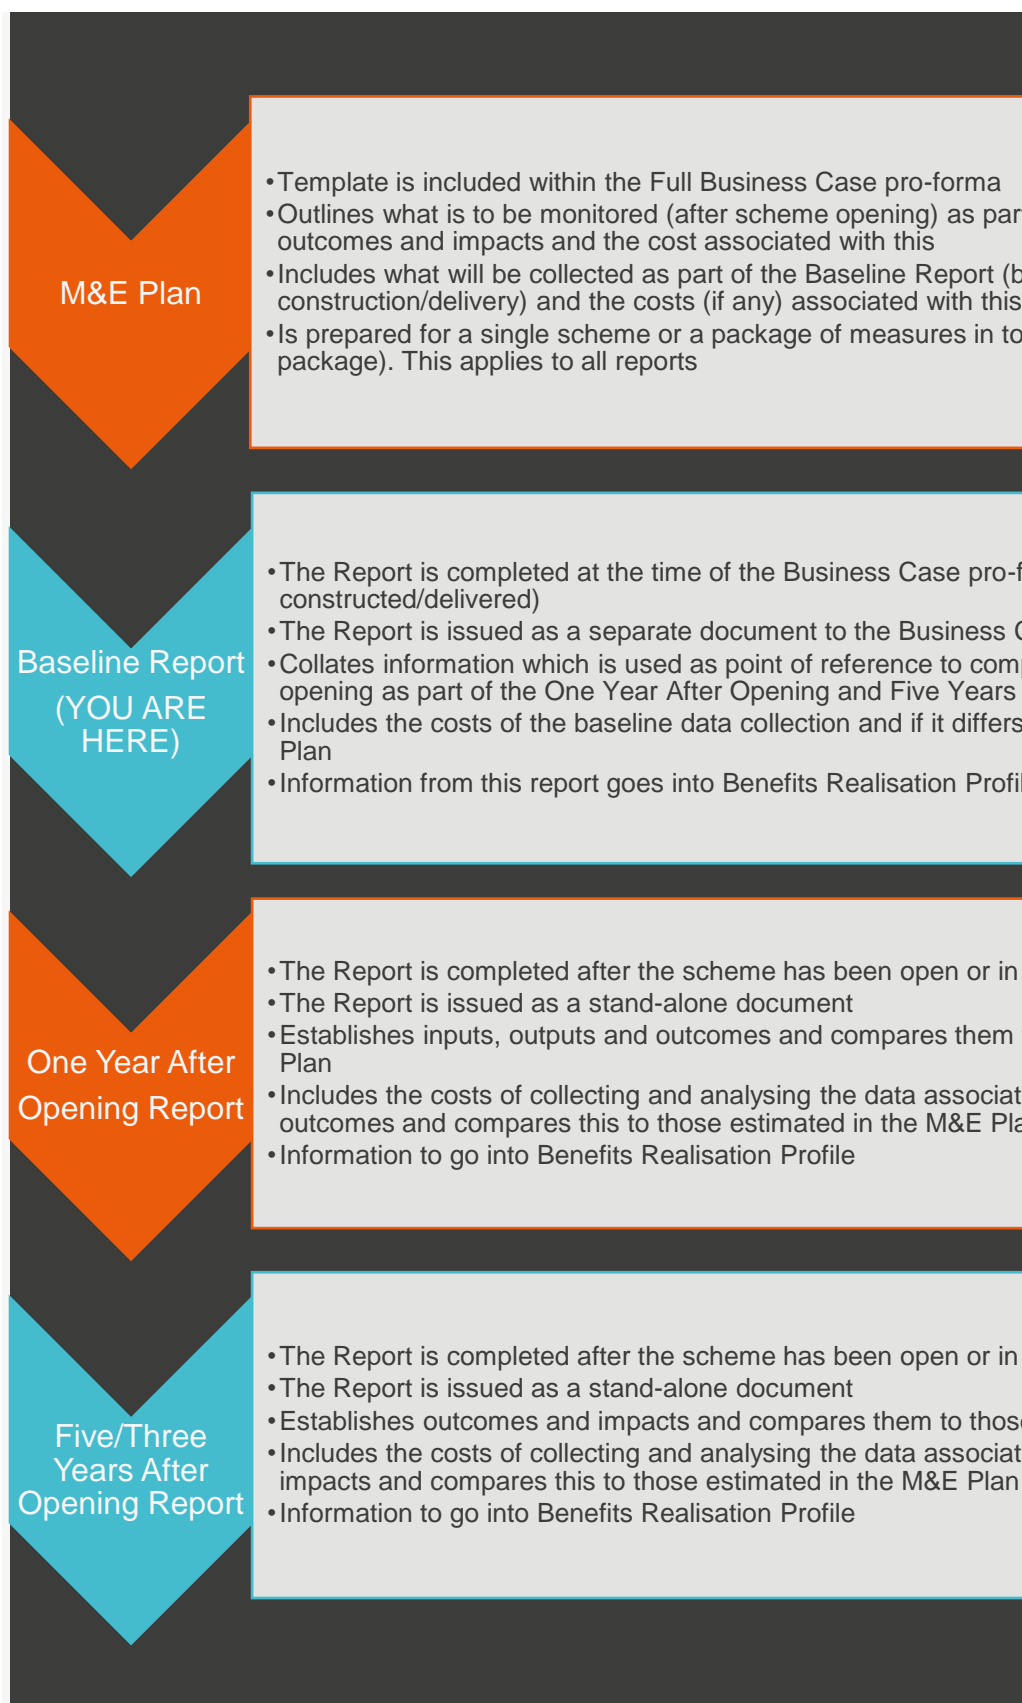 M&E Plan
•Template is included within the Full Business Case pro-forma
•Outlines what is to be monitored (after scheme opening) as part
outcomes and impacts and the cost associated with this
•Includes what will be collected as part of the Baseline Report (b
construction/delivery) and the costs (if any) associated with this
•Is prepared for a single scheme or a package of measures in to
package). This applies to all reports
Baseline Report
(YOU ARE
HERE)
•The Report is completed at the time of the Business Case pro-f
constructed/delivered)
•The Report is issued as a separate document to the Business
•Collates information which is used as point of reference to com
opening as part of the One Year After Opening and Five Years
•Includes the costs of the baseline data collection and if it differs
Plan
•Information from this report goes into Benefits Realisation Profil
One Year After
Opening Report
•The Report is completed after the scheme has been open or in
•The Report is issued as a stand-alone document
•Establishes inputs, outputs and outcomes and compares them
Plan
•Includes the costs of collecting and analysing the data associat
outcomes and compares this to those estimated in the M&E Pla
•Information to go into Benefits Realisation Profile
Five/Three
Years After
Opening Report
•The Report is completed after the scheme has been open or in
•The Report is issued as a stand-alone document
•Establishes outcomes and impacts and compares them to those
•Includes the costs of collecting and analysing the data associat
impacts and compares this to those estimated in the M&E Plan
•Information to go into Benefits Realisation Profile